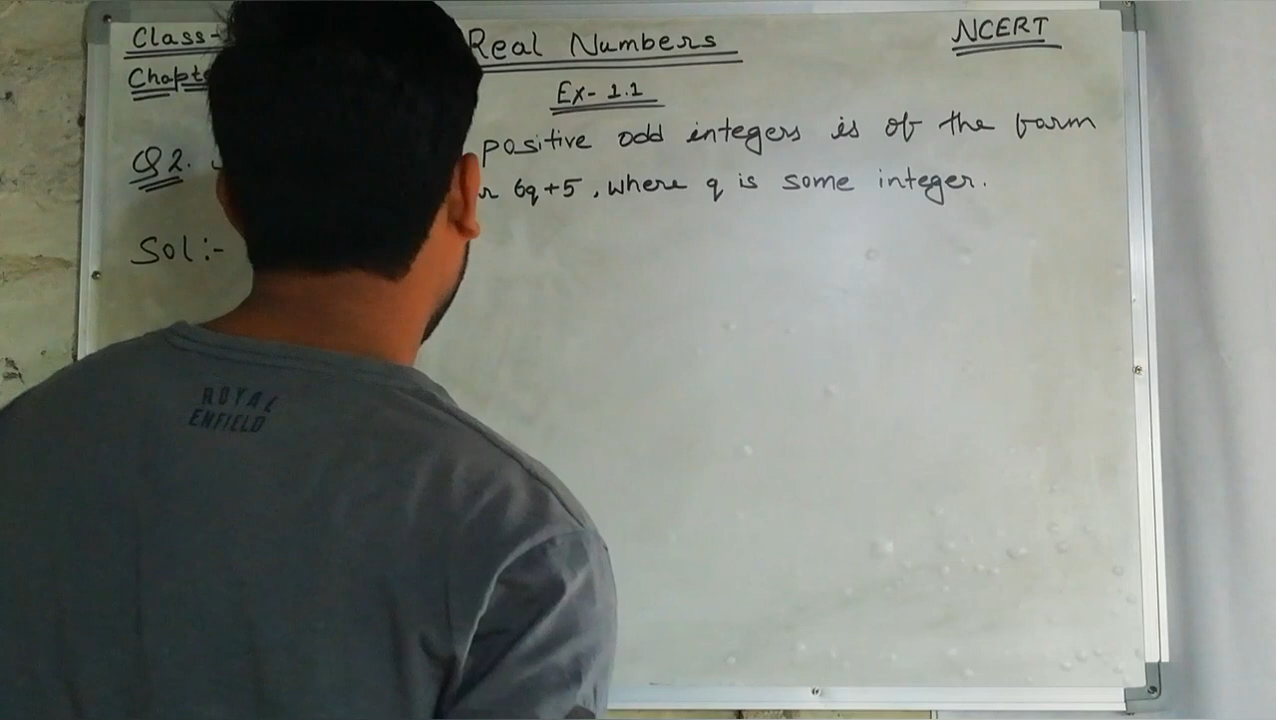 Class- Real Numbers NCERT
Chapte
Ex- 1.1
Q2. positive odd integers is of the form
6q+5, where q is some integer.
Sol:-
ROYAL
ENFIELD